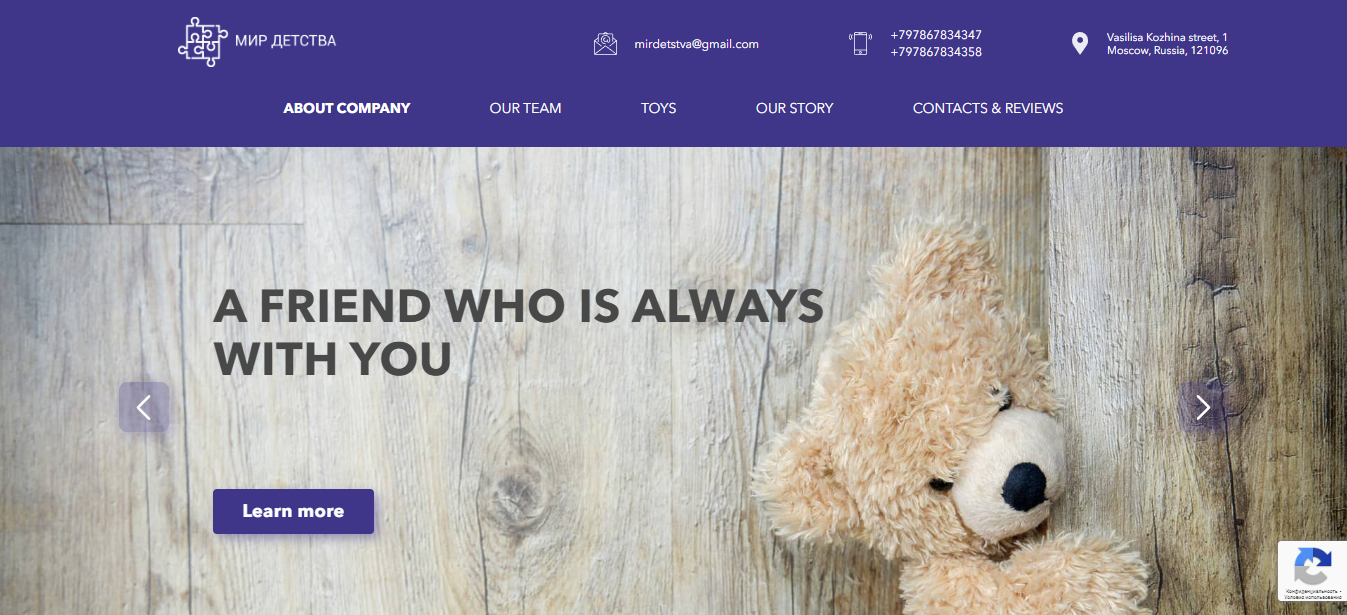 МИР ДЕТСТВА
mirdetstva@gmail.com
+797867834347
+797867834358
Vasilisa Kozhina street, 1
Moscow, Russia, 121096
ABOUT COMPANY
OUR TEAM
TOYS
OUR STORY
CONTACTS & REVIEWS
A FRIEND WHO IS ALWAYS
WITH YOU
Learn more
Конфиденциальность -
Условия использования